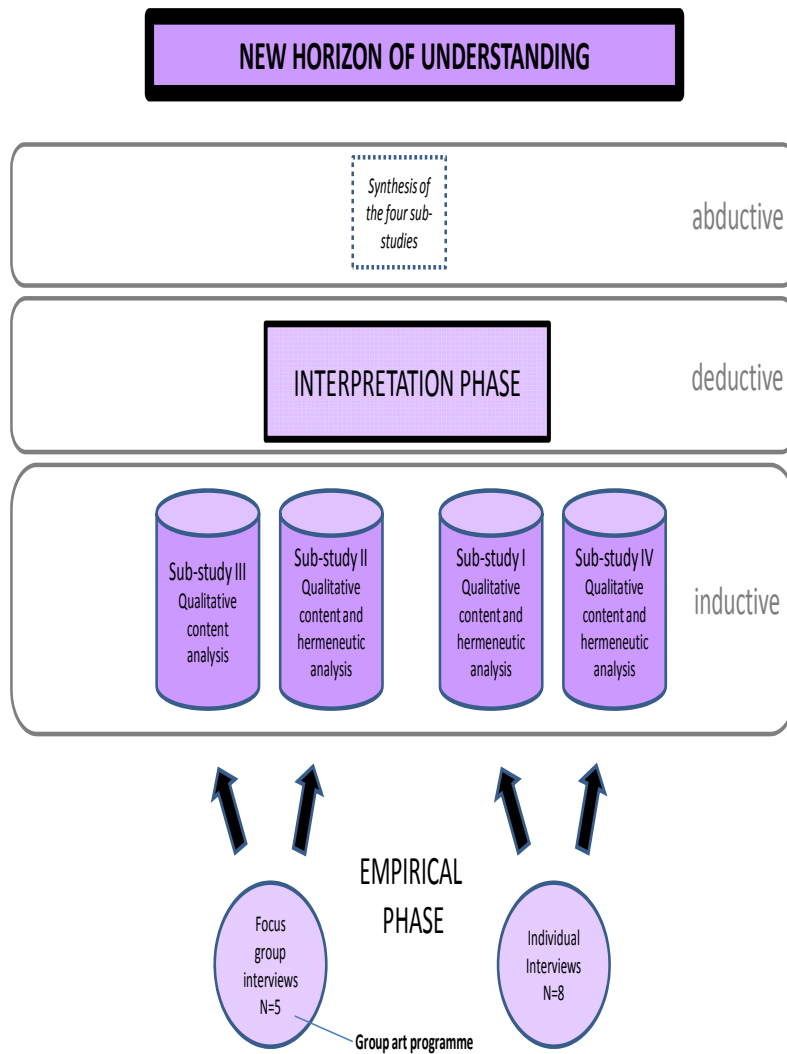 NEW HORIZON OF UNDERSTANDING
Synthesis of
the four sub-
studies
abductive
INTERPRETATION PHASE
deductive
Sub-study III
Qualitative
content
analysis
Sub-study II
Qualitative
content and
hermeneutic
analysis
Sub-study I
Qualitative
content and
hermeneutic
analysis
Sub-study IV
Qualitative
content and
hermeneutic
analysis
inductive
EMPIRICAL
PHASE
Focus
group
interviews
N=5
Individual
Interviews
N=8
Group art programme